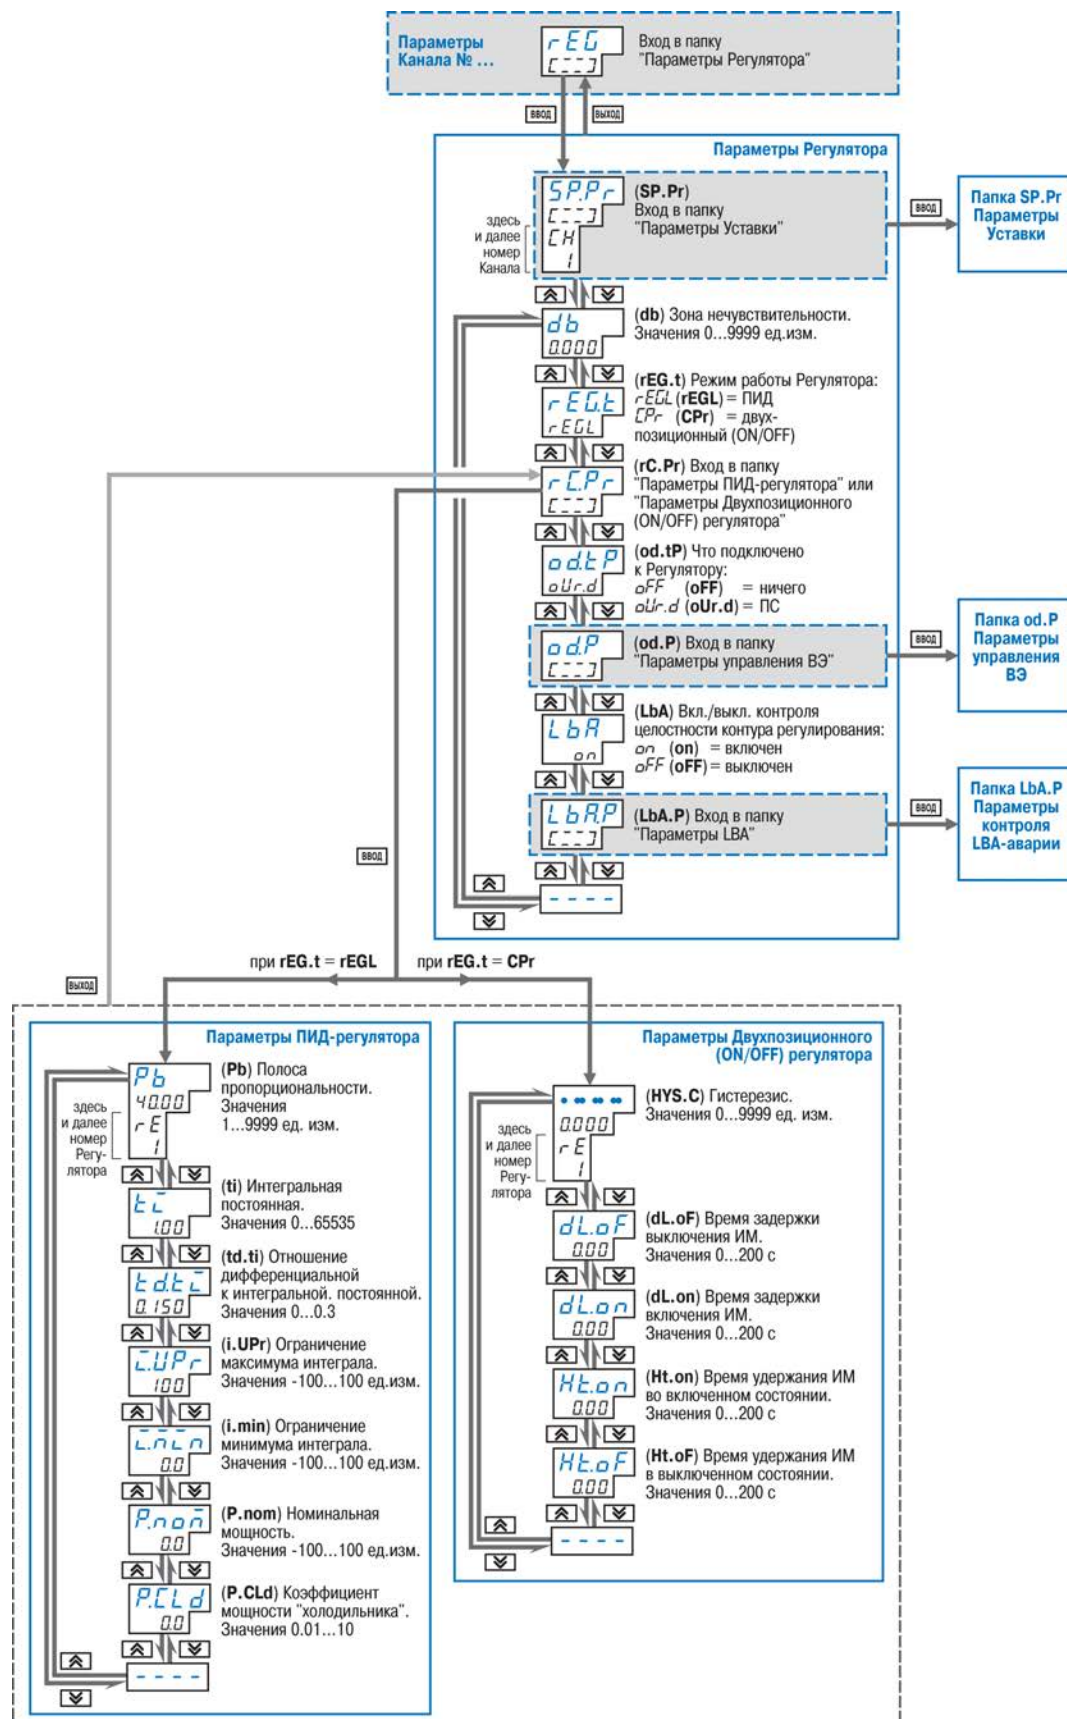 Параметры
Канала № ...
rEG
[---]
Вход в папку
"Параметры Регулятора"
ввод
выход
Параметры Регулятора
SP.Pr
[---]
CH
1
здесь
и далее
номер
Канала
(SP.Pr)
Вход в папку
"Параметры Уставки"
ввод
Папка SP.Pr
Параметры
Уставки
db
0.000
(db) Зона нечувствительности.
Значения 0...9999 ед.изм.
rEG.t
rEGL
(rEG.t) Режим работы Регулятора:
rEGL (rEGL) = ПИД
CPr (CPr) = двух-
позиционный (ON/OFF)
rC.Pr
[---]
(rC.Pr) Вход в папку
"Параметры ПИД-регулятора" или
"Параметры Двухпозиционного
(ON/OFF) регулятора"
od.tP
oUr.d
(od.tP) Что подключено
к Регулятору:
oFF (oFF) = ничего
oUr.d (oUr.d) = ПС
od.P
[---]
(od.P) Вход в папку
"Параметры управления ВЭ"
ввод
Папка od.P
Параметры
управления
ВЭ
LbA
on
(LbA) Вкл./выкл. контроля
целостности контура регулирования:
on (on) = включен
oFF (oFF) = выключен
LbA.P
[---]
(LbA.P) Вход в папку
"Параметры LBA"
ввод
Папка LbA.P
Параметры
контроля
LBA-аварии
ввод
----
при rEG.t = rEGL
при rEG.t = CPr
выход
Параметры ПИД-регулятора
Pb
40.00
rE
1
здесь
и далее
номер
Регу-
лятора
(Pb) Полоса
пропорциональности.
Значения
1...9999 ед. изм.
ti
1.00
(ti) Интегральная
постоянная.
Значения 0...65535
td.ti
0.150
(td.ti) Отношение
дифференциальной
к интегральной. постоянной.
Значения 0...0.3
i.UPr
100
(i.UPr) Ограничение
максимума интеграла.
Значения -100...100 ед.изм.
i.min
0.0
(i.min) Ограничение
минимума интеграла.
Значения -100...100 ед.изм.
P.nom
0.0
(P.nom) Номинальная
мощность.
Значения -100...100 ед.изм.
P.CLd
0.0
(P.CLd) Коэффициент
мощности "холодильника".
Значения 0.01...10
----
Параметры Двухпозиционного
(ON/OFF) регулятора
0.000
rE
1
здесь
и далее
номер
Регу-
лятора
(HYS.C) Гистерезис.
Значения 0...9999 ед. изм.
dL.oF
0.00
(dL.oF) Время задержки
выключения ИМ.
Значения 0...200 с
dL.on
0.00
(dL.on) Время задержки
включения ИМ.
Значения 0...200 с
Ht.on
0.00
(Ht.on) Время удержания ИМ
во включенном состоянии.
Значения 0...200 с
Ht.oF
0.00
(Ht.oF) Время удержания ИМ
в выключенном состоянии.
Значения 0...200 с
----